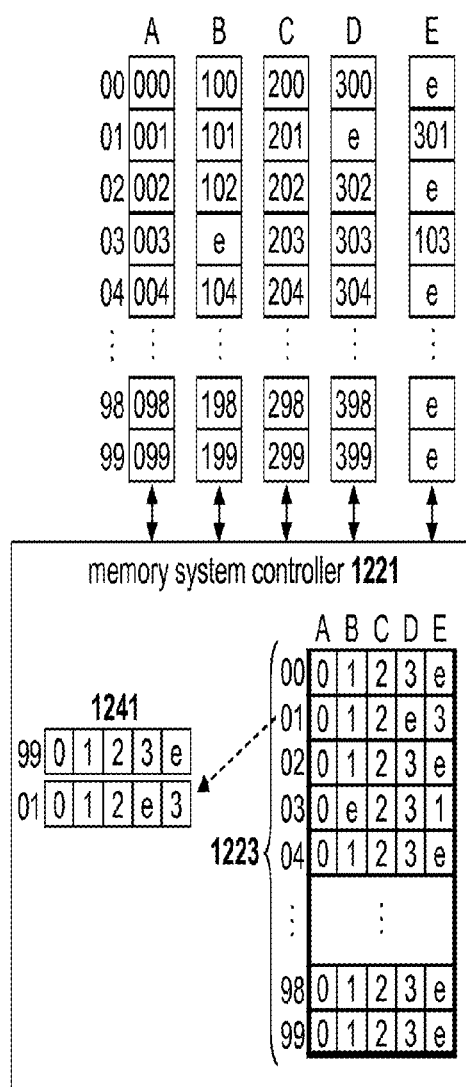 A B C D E
00 000 100 200 300 e
01 001 101 201 e 301
02 002 102 202 302 e
03 003 e 203 303 103
04 004 104 204 304 e
98 098 198 298 398 e
99 099 199 299 399 e
memory system controller 1221
A B C D E
00 0 1 2 3 e
1241
01 0 1 2 e 3
99 0 1 2 3 e
02 0 1 2 3 e
01 0 1 2 e 3
03 0 e 2 3 1
1223
04 0 1 2 3 e
98 0 1 2 3 e
99 0 1 2 3 e